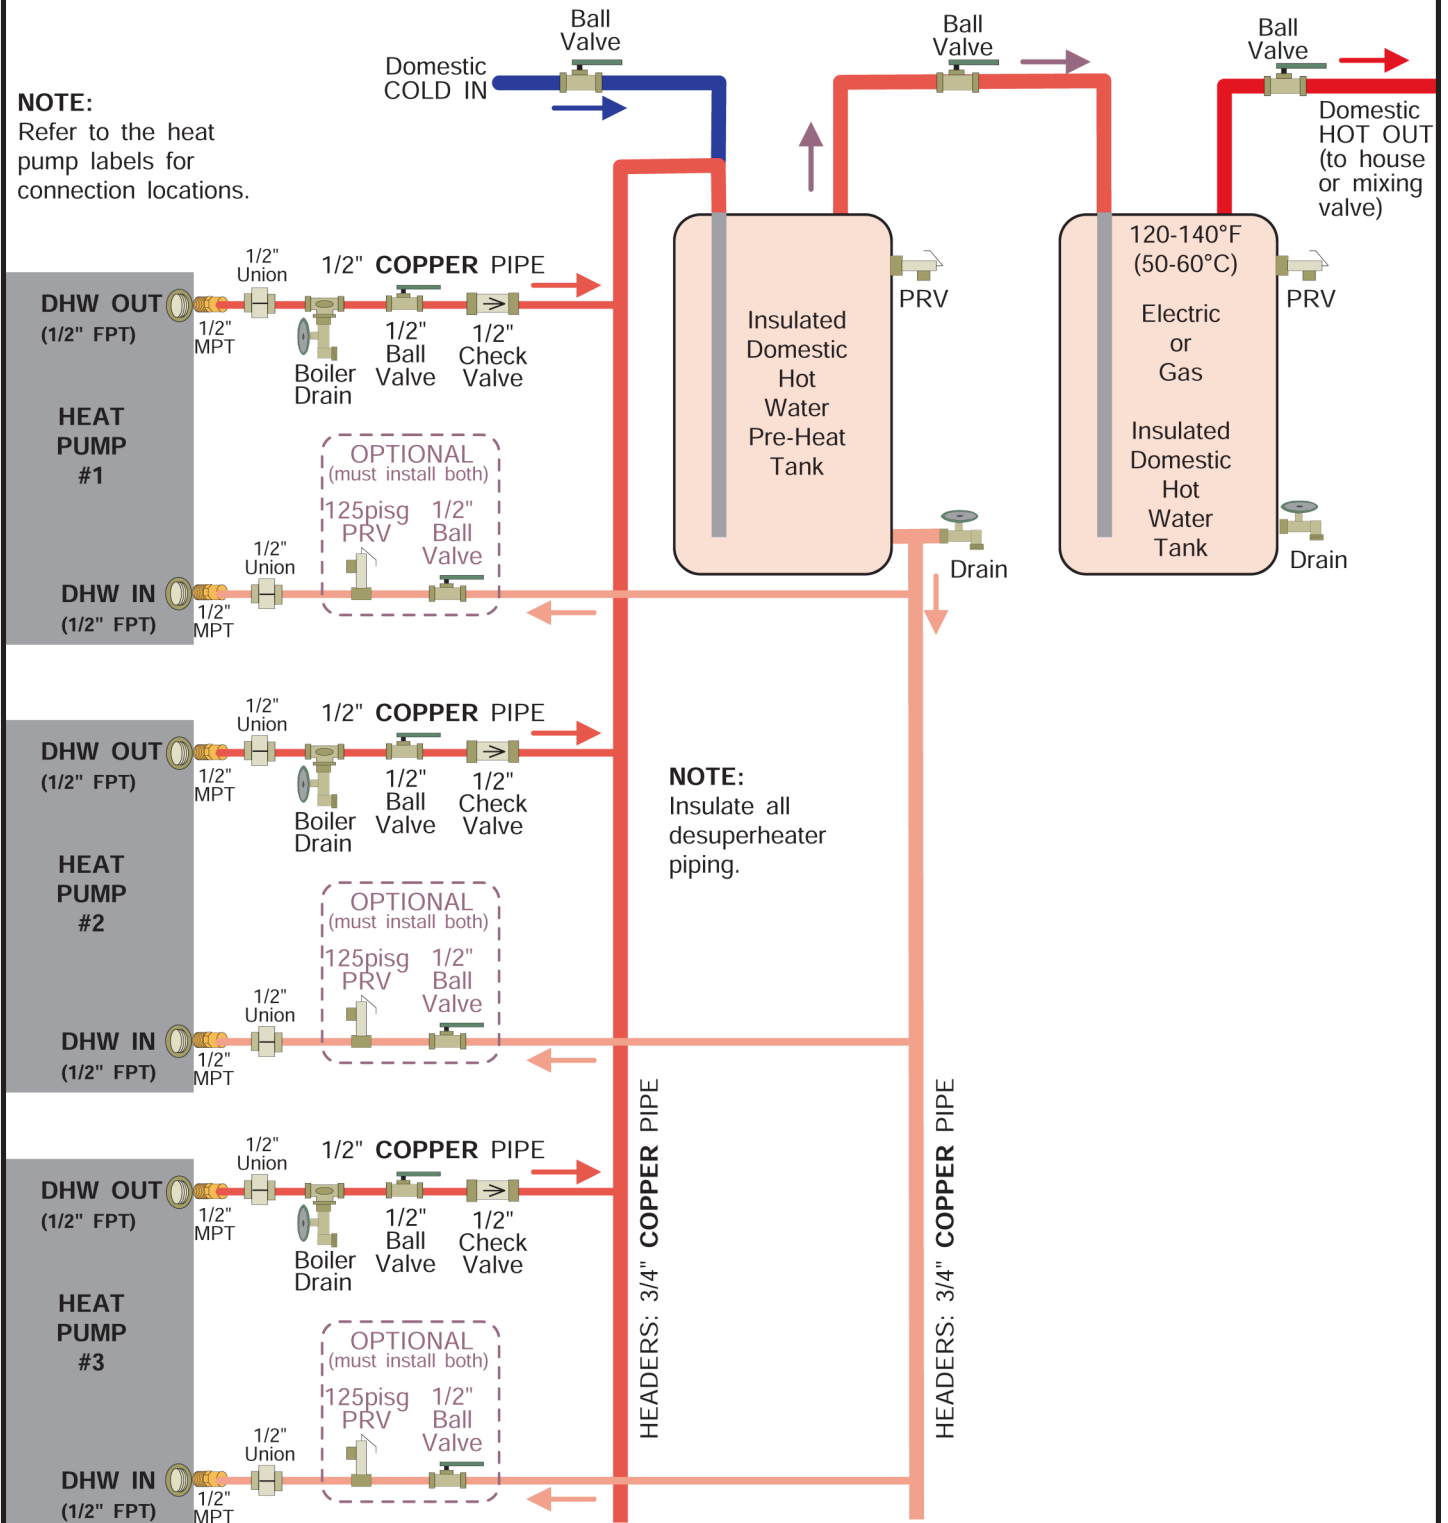 Ball
Valve
Domestic
COLD IN
Ball
Valve
Ball
Valve
Domestic
HOT OUT
(to house
or mixing
valve)
NOTE:
Refer to the heat
pump labels for
connection locations.
Insulated
Domestic
Hot
Water
Pre-Heat
Tank
PRV
Drain
120-140°F
(50-60°C)
Electric
or
Gas
Insulated
Domestic
Hot
Water
Tank
PRV
Drain
DHW OUT
(1/2" FPT)
1/2"
MPT
1/2"
Union
1/2" COPPER PIPE
Boiler
Drain
1/2"
Ball
Valve
1/2"
Check
Valve
HEAT
PUMP
#1
OPTIONAL
(must install both)
125pisg
PRV
1/2"
Ball
Valve
DHW IN
(1/2" FPT)
1/2"
MPT
1/2"
Union
DHW OUT
(1/2" FPT)
1/2"
MPT
1/2"
Union
1/2" COPPER PIPE
Boiler
Drain
1/2"
Ball
Valve
1/2"
Check
Valve
NOTE:
Insulate all
desuperheater
piping.
HEAT
PUMP
#2
OPTIONAL
(must install both)
125pisg
PRV
1/2"
Ball
Valve
DHW IN
(1/2" FPT)
1/2"
MPT
1/2"
Union
HEADERS: 3/4" COPPER PIPE
HEADERS: 3/4" COPPER PIPE
DHW OUT
(1/2" FPT)
1/2"
MPT
1/2"
Union
1/2" COPPER PIPE
Boiler
Drain
1/2"
Ball
Valve
1/2"
Check
Valve
HEAT
PUMP
#3
OPTIONAL
(must install both)
125pisg
PRV
1/2"
Ball
Valve
DHW IN
(1/2" FPT)
1/2"
MPT
1/2"
Union